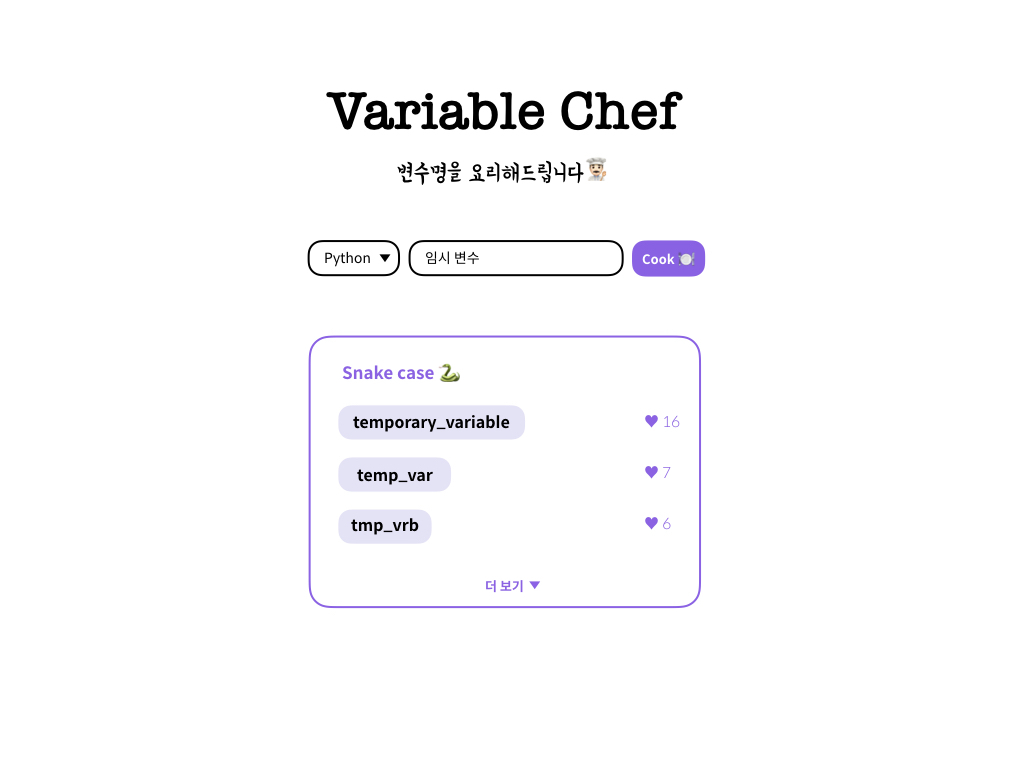 Variable Chef
변수명을 요리해드립니다👨🏻‍🍳
Python ▼ 임시 변수 Cook 🍽️
Snake case 🐍
temporary_variable ♥ 16
temp_var ♥ 7
tmp_vrb ♥ 6
더 보기 ▼